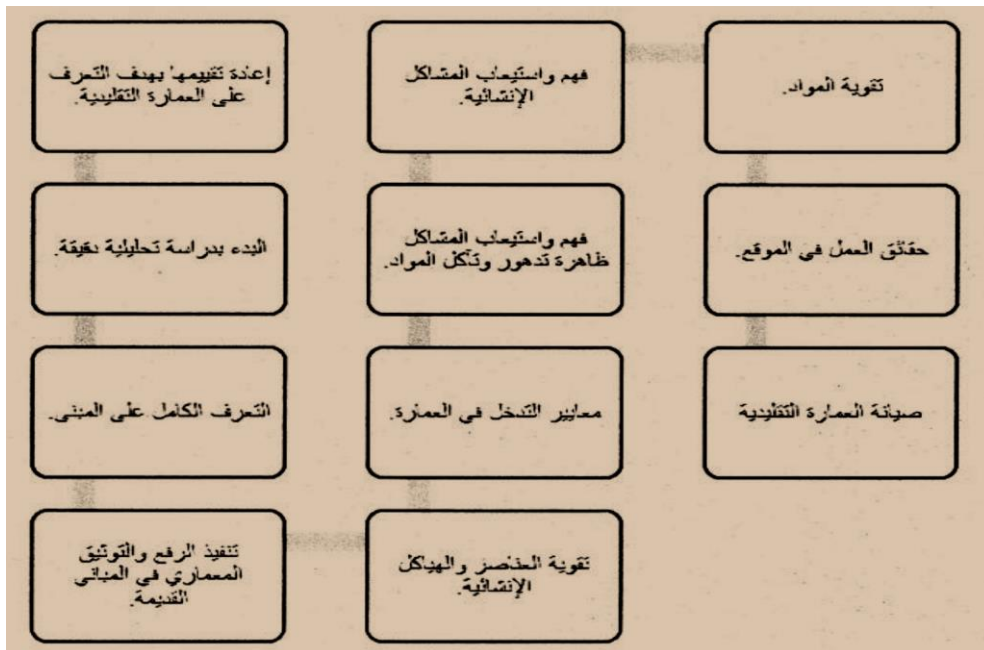 إعادة تقييمها بهدف التعرف
على العمارة التقليدية.
البدء بدراسة تحليلية دقيقة.
التعرف الكامل على المبنى.
تنفيذ الرفع والتوثيق
المعماري في المباني
القديمة.
تقوية العناصر والهياكل
الإنشائية.
معايير التدخل في العمارة.
فهم واستيعاب المشاكل
ظاهرة تدهور وتآكل المواد.
فهم واستيعاب المشاكل
الإنشائية.
تقوية المواد.
حقائق العمل في الموقع.
صيانة العمارة التقليدية